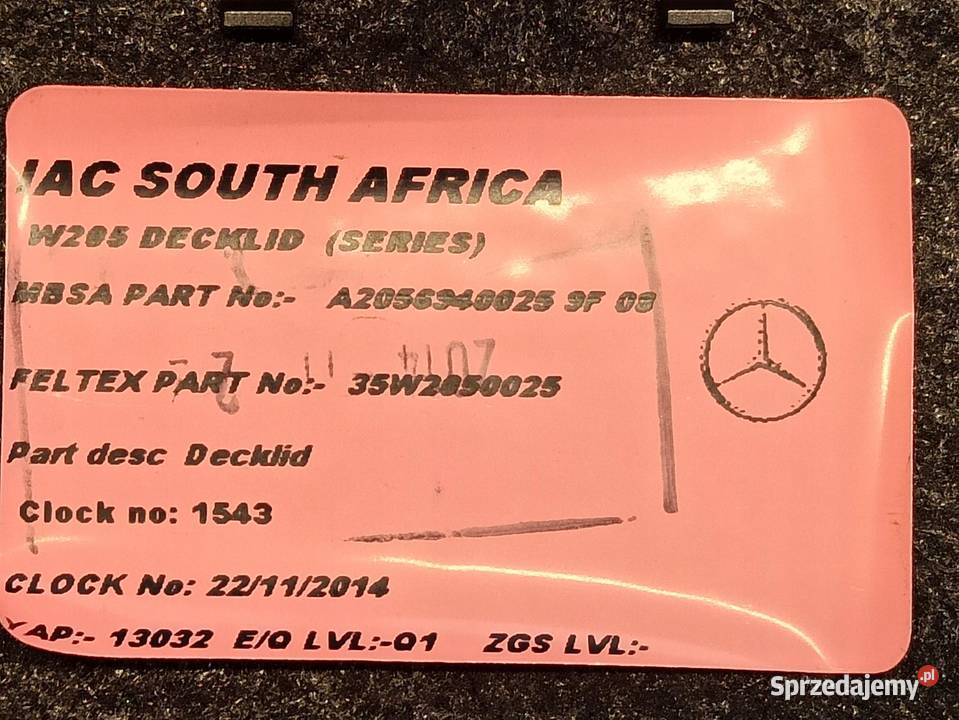 IAC SOUTH AFRICA
W205 DECKLID (SERIES)
MBSA PART No:- A2056940025 9F 08
FELTEX PART No:- 35W2050025
Part desc Decklid
Clock no: 1543
CLOCK No: 22/11/2014
YAP:- 13032 E/Q LVL:-Q1 ZGS LVL:-
Sprzedajemy.pl